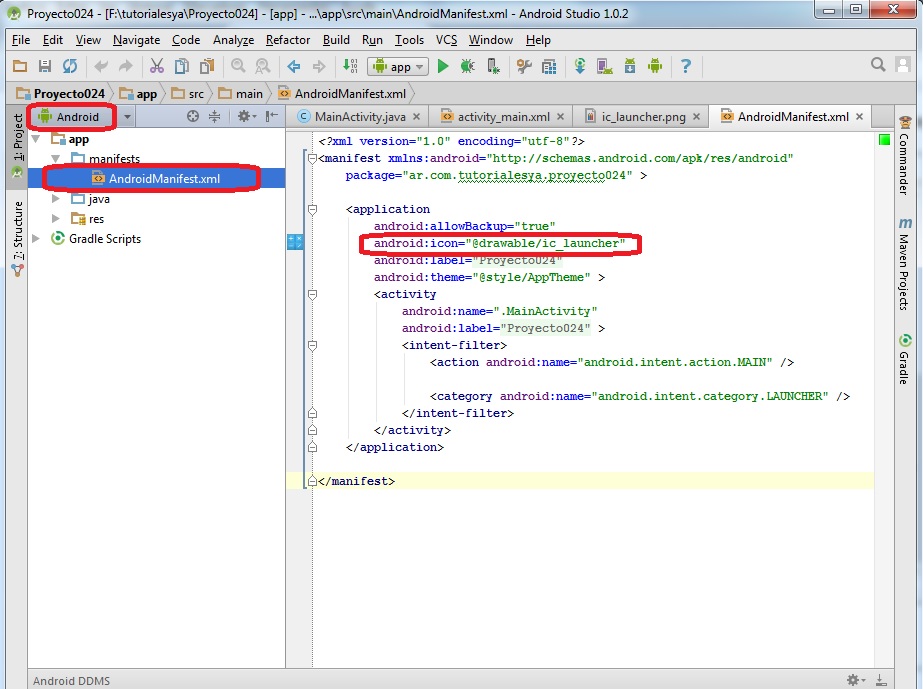 Proyecto024 - [F:\tutorialesya\Proyecto024] - [app] - ...\app\src\main\AndroidManifest.xml - Android Studio 1.0.2
File Edit View Navigate Code Analyze Refactor Build Run Tools VCS Window Help
app
Proyecto024 app src main AndroidManifest.xml
Android
MainActivity.java activity_main.xml ic_launcher.png AndroidManifest.xml
1: Project
7: Structure
app
manifests
AndroidManifest.xml
java
res
Gradle Scripts
<?xml version="1.0" encoding="utf-8"?>
<manifest xmlns:android="http://schemas.android.com/apk/res/android"
package="ar.com.tutorialesya.proyecto024" >
<application
android:allowBackup="true"
android:icon="@drawable/ic_launcher"
android:label="Proyecto024"
android:theme="@style/AppTheme" >
<activity
android:name=".MainActivity"
android:label="Proyecto024" >
<intent-filter>
<action android:name="android.intent.action.MAIN" />
<category android:name="android.intent.category.LAUNCHER" />
</intent-filter>
</activity>
</application>
</manifest>
Commander
m Maven Projects
Gradle
Android DDMS